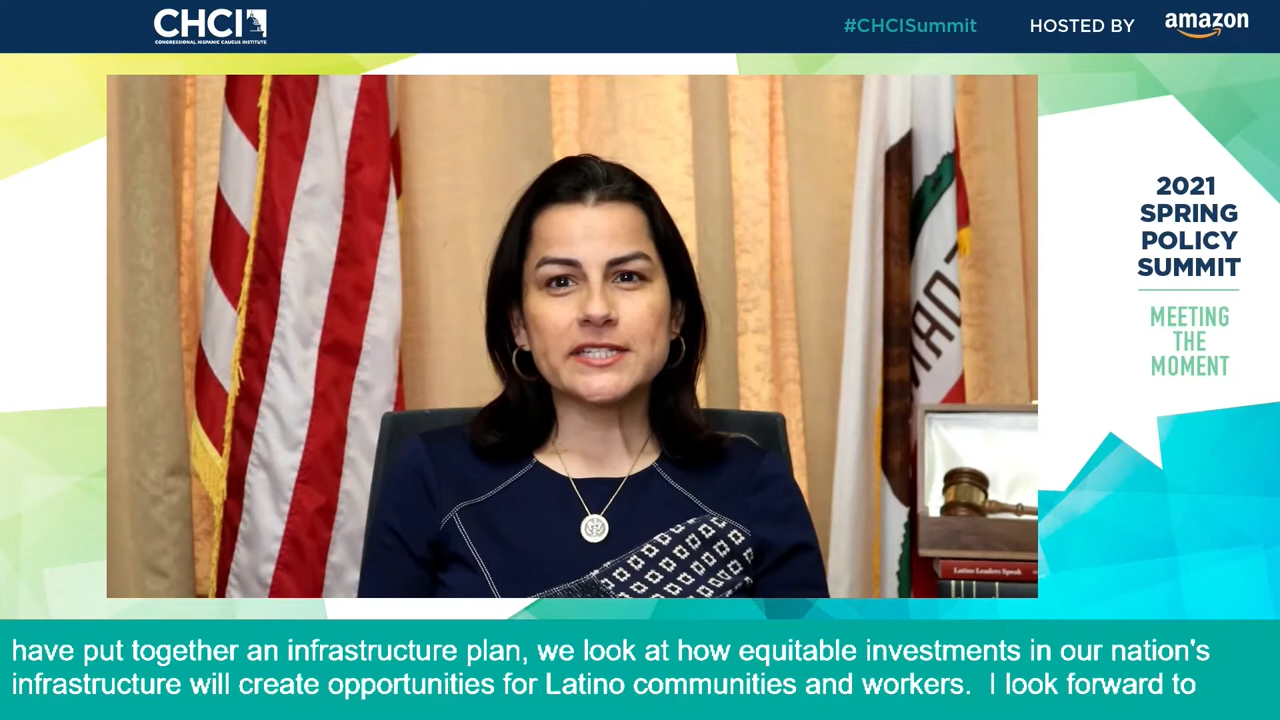 CHCI
CONGRESSIONAL HISPANIC CAUCUS INSTITUTE
#CHCISummit
HOSTED BY
amazon
2021
SPRING
POLICY
SUMMIT
MEETING
THE
MOMENT
Latino Leaders Speak
have put together an infrastructure plan, we look at how equitable investments in our nation's
infrastructure will create opportunities for Latino communities and workers.  I look forward to